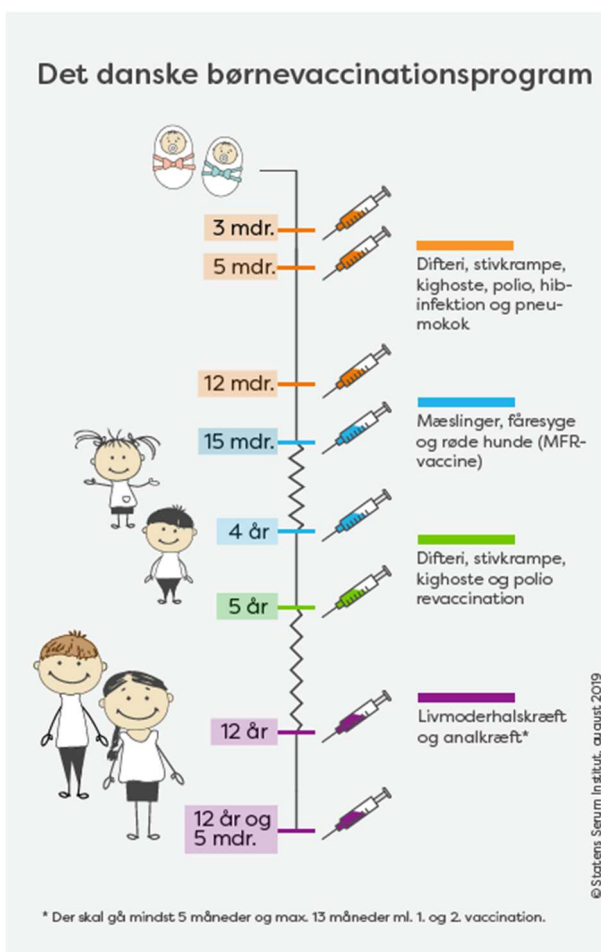 Det danske børnevaccinationsprogram
3 mdr.
5 mdr.
Difteri, stivkrampe,
kighoste, polio, hib-
infektion og pneu-
mokok
12 mdr.
15 mdr.
Mæslinger, fåresyge
og røde hunde (MFR-
vaccine)
4 år
Difteri, stivkrampe,
kighoste og polio
revaccination
5 år
12 år
Livmoderhalskræft
og analkræft*
12 år og
5 mdr.
* Der skal gå mindst 5 måneder og max. 13 måneder ml. 1. og 2. vaccination.
© Statens Serum Institut, august 2019